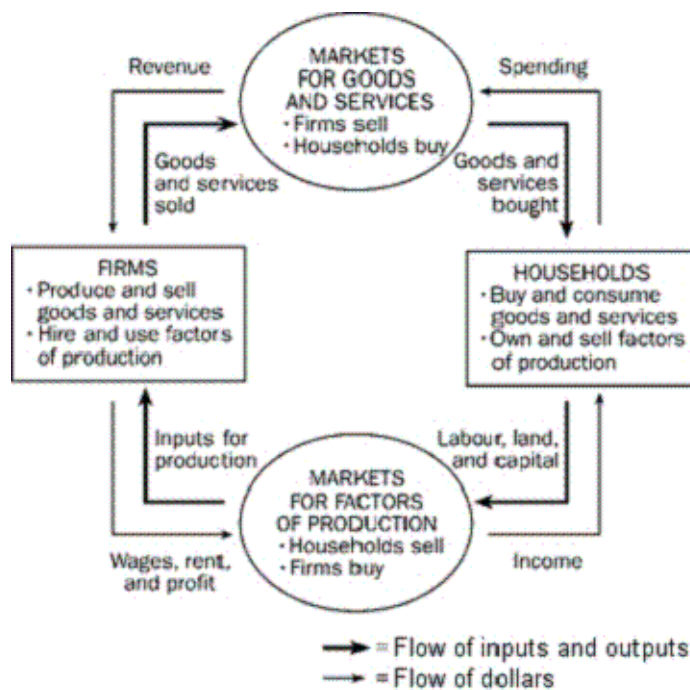 MARKETS
FOR GOODS
AND SERVICES
• Firms sell
• Households buy
Revenue
Spending
Goods
and services
sold
Goods and
services
bought
FIRMS
• Produce and sell
goods and services
• Hire and use factors
of production
HOUSEHOLDS
• Buy and consume
goods and services
• Own and sell factors
of production
Inputs for
production
Labour, land,
and capital
MARKETS
FOR FACTORS
OF PRODUCTION
• Households sell
• Firms buy
Wages, rent,
and profit
Income
= Flow of inputs and outputs
= Flow of dollars